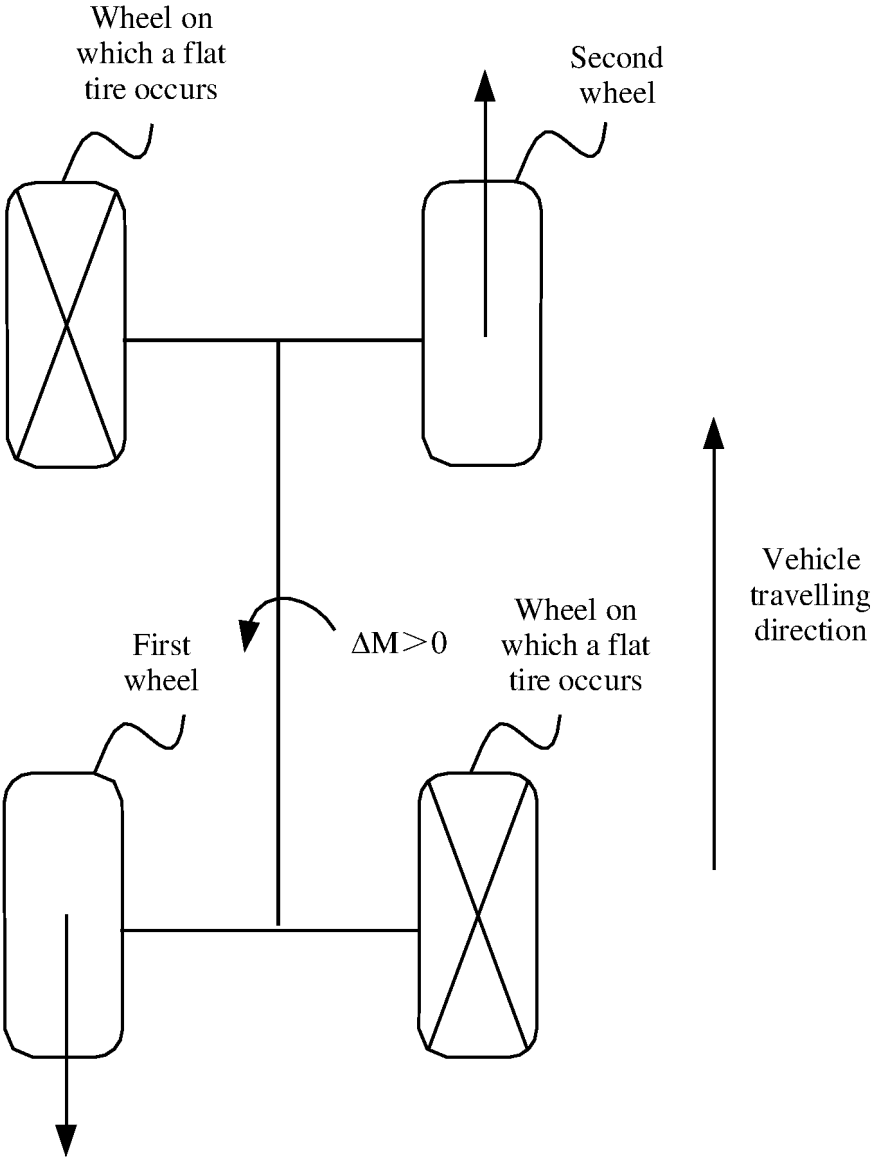 Wheel on
which a flat
tire occurs
Second
wheel
Vehicle
travelling
direction
Wheel on
which a flat
tire occurs
ΔM>0
First
wheel